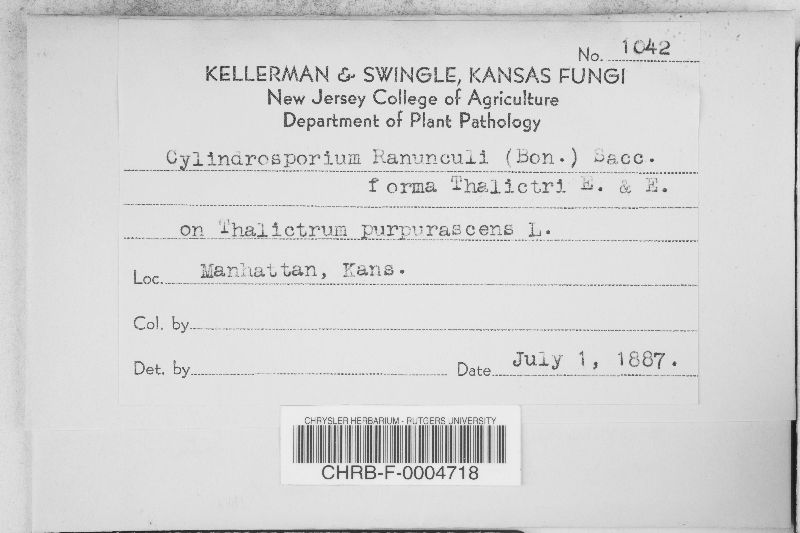 No. 1042
KELLERMAN & SWINGLE, KANSAS FUNGI
New Jersey College of Agriculture
Department of Plant Pathology
Cylindrosporium Ranunculi (Bon.) Sacc.
forma Thalictri E. & E.
on Thalictrum purpurascens L.
Loc. Manhattan, Kans.
Col. by
Det. by Date July 1, 1887.
CHRYSLER HERBARIUM - RUTGERS UNIVERSITY
CHRB-F-0004718